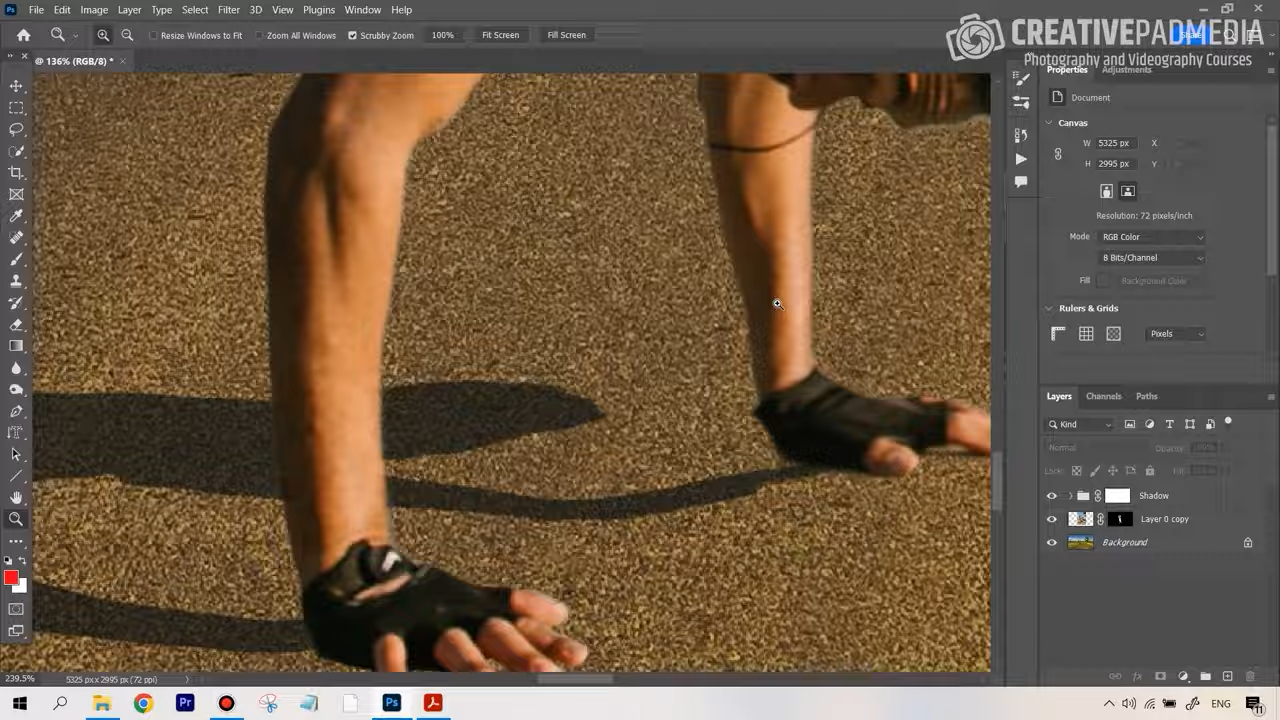 File Edit Image Layer Type Select Filter 3D View Plugins Window Help
Resize Windows to Fit All Windows Scrubby Zoom 100% Fit Screen Fill Screen
CREATIVEPADMEDIA
Photography and Videography Courses
@ 136% (RGB/8) *
Properties Adjustments
Document
Canvas
W 5325 px X
H 2995 px Y
Resolution: 72 pixels/inch
Mode RGB Color
8 Bits/Channel
Fill Background Color
Rulers & Grids
Pixels
Layers Channels Paths
Kind
Normal Opacity: 100%
Lock: Fill:
Shadow
Layer 0 copy
Background
239.5% 5325 px x 2995 px (72 ppi)
Pr Ps ENG 11